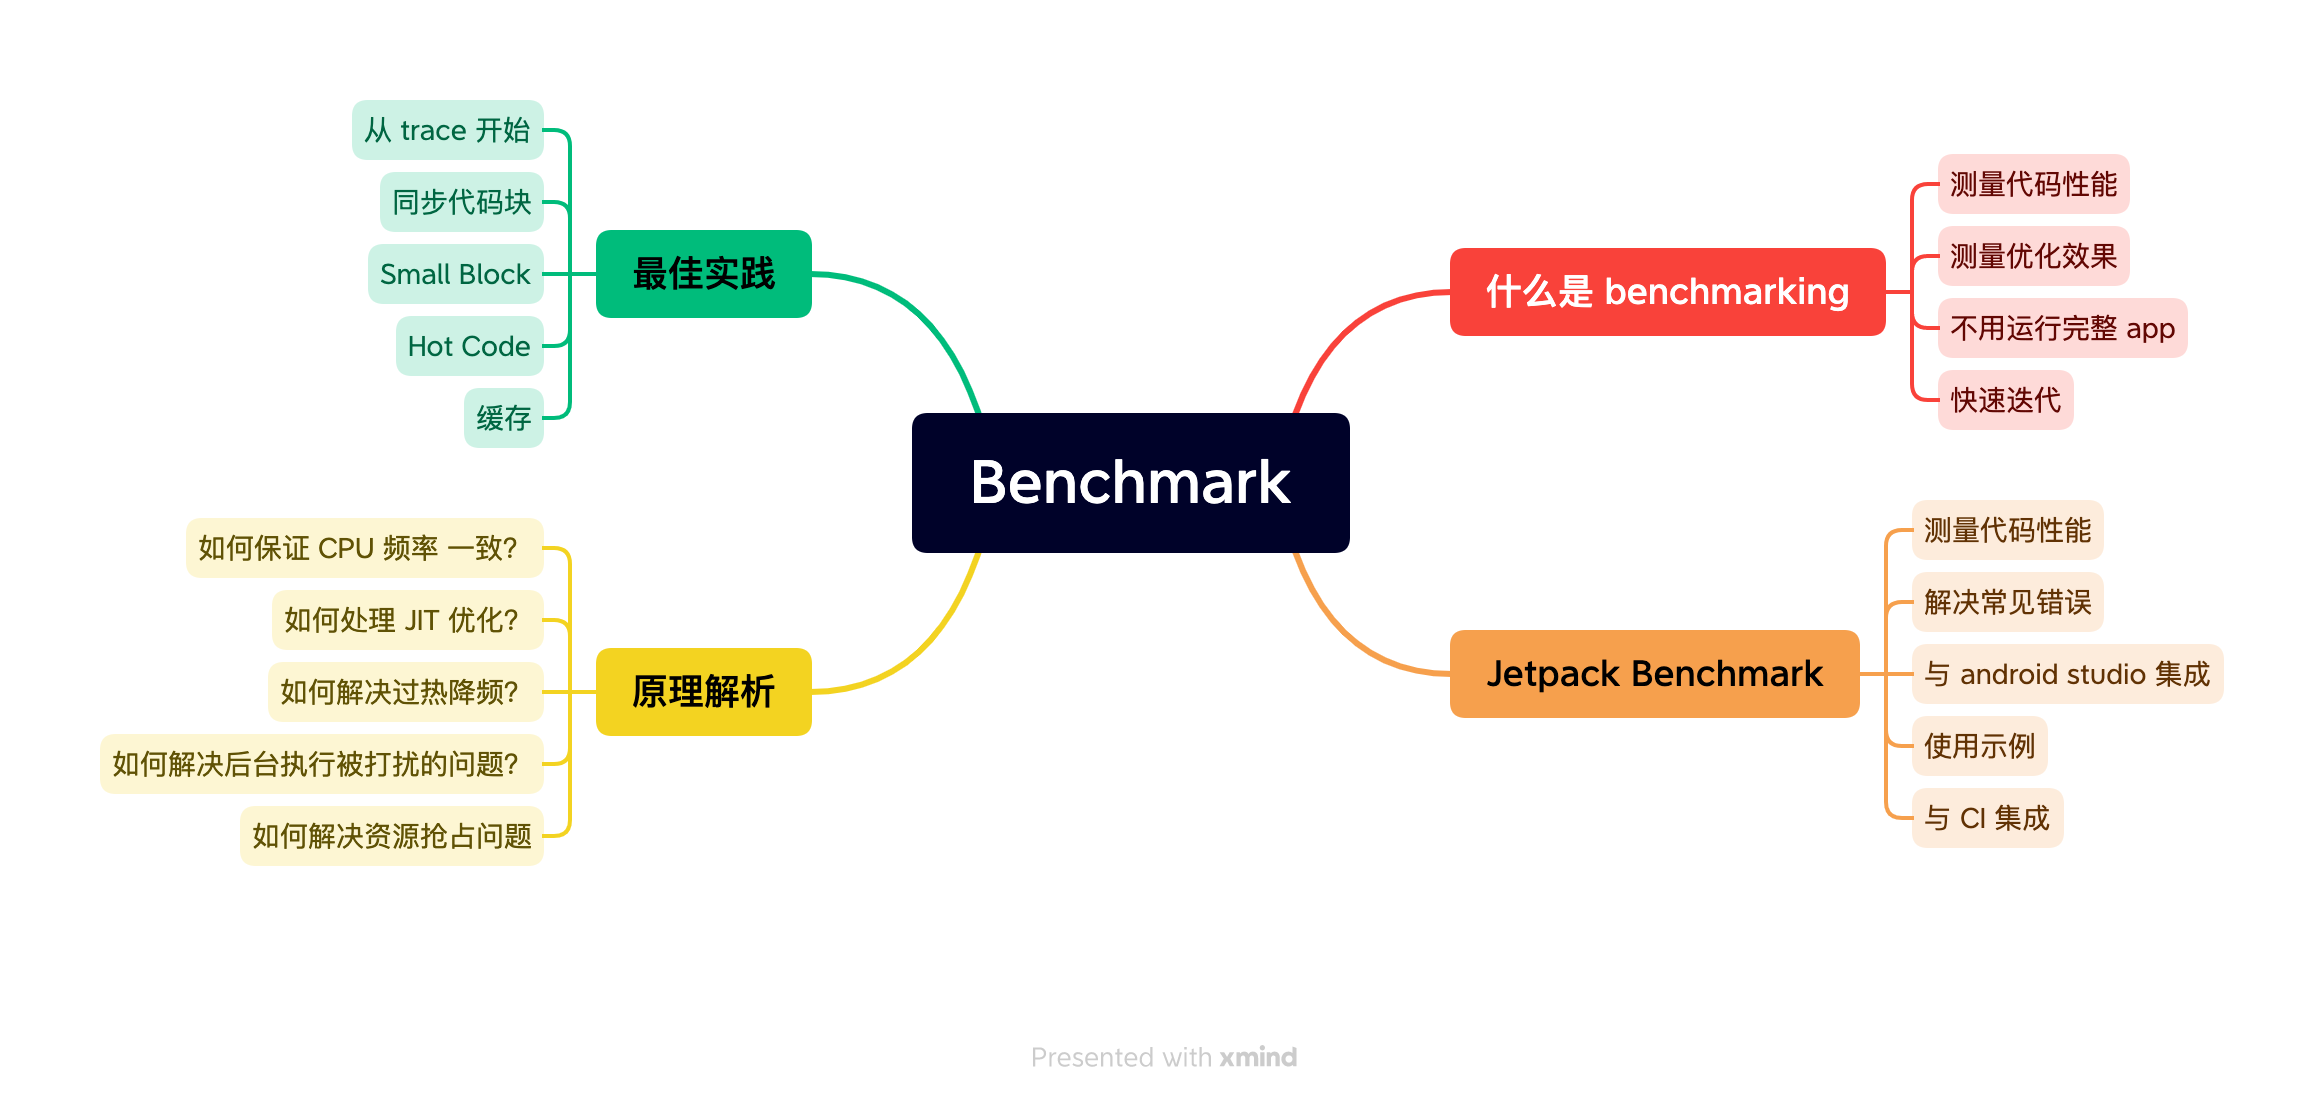 Benchmark
什么是 benchmarking
测量代码性能
测量优化效果
不用运行完整 app
快速迭代
Jetpack Benchmark
测量代码性能
解决常见错误
与 android studio 集成
使用示例
与 CI 集成
最佳实践
从 trace 开始
同步代码块
Small Block
Hot Code
缓存
原理解析
如何保证 CPU 频率 一致？
如何处理 JIT 优化？
如何解决过热降频？
如何解决后台执行被打扰的问题？
如何解决资源抢占问题
Presented with xmind